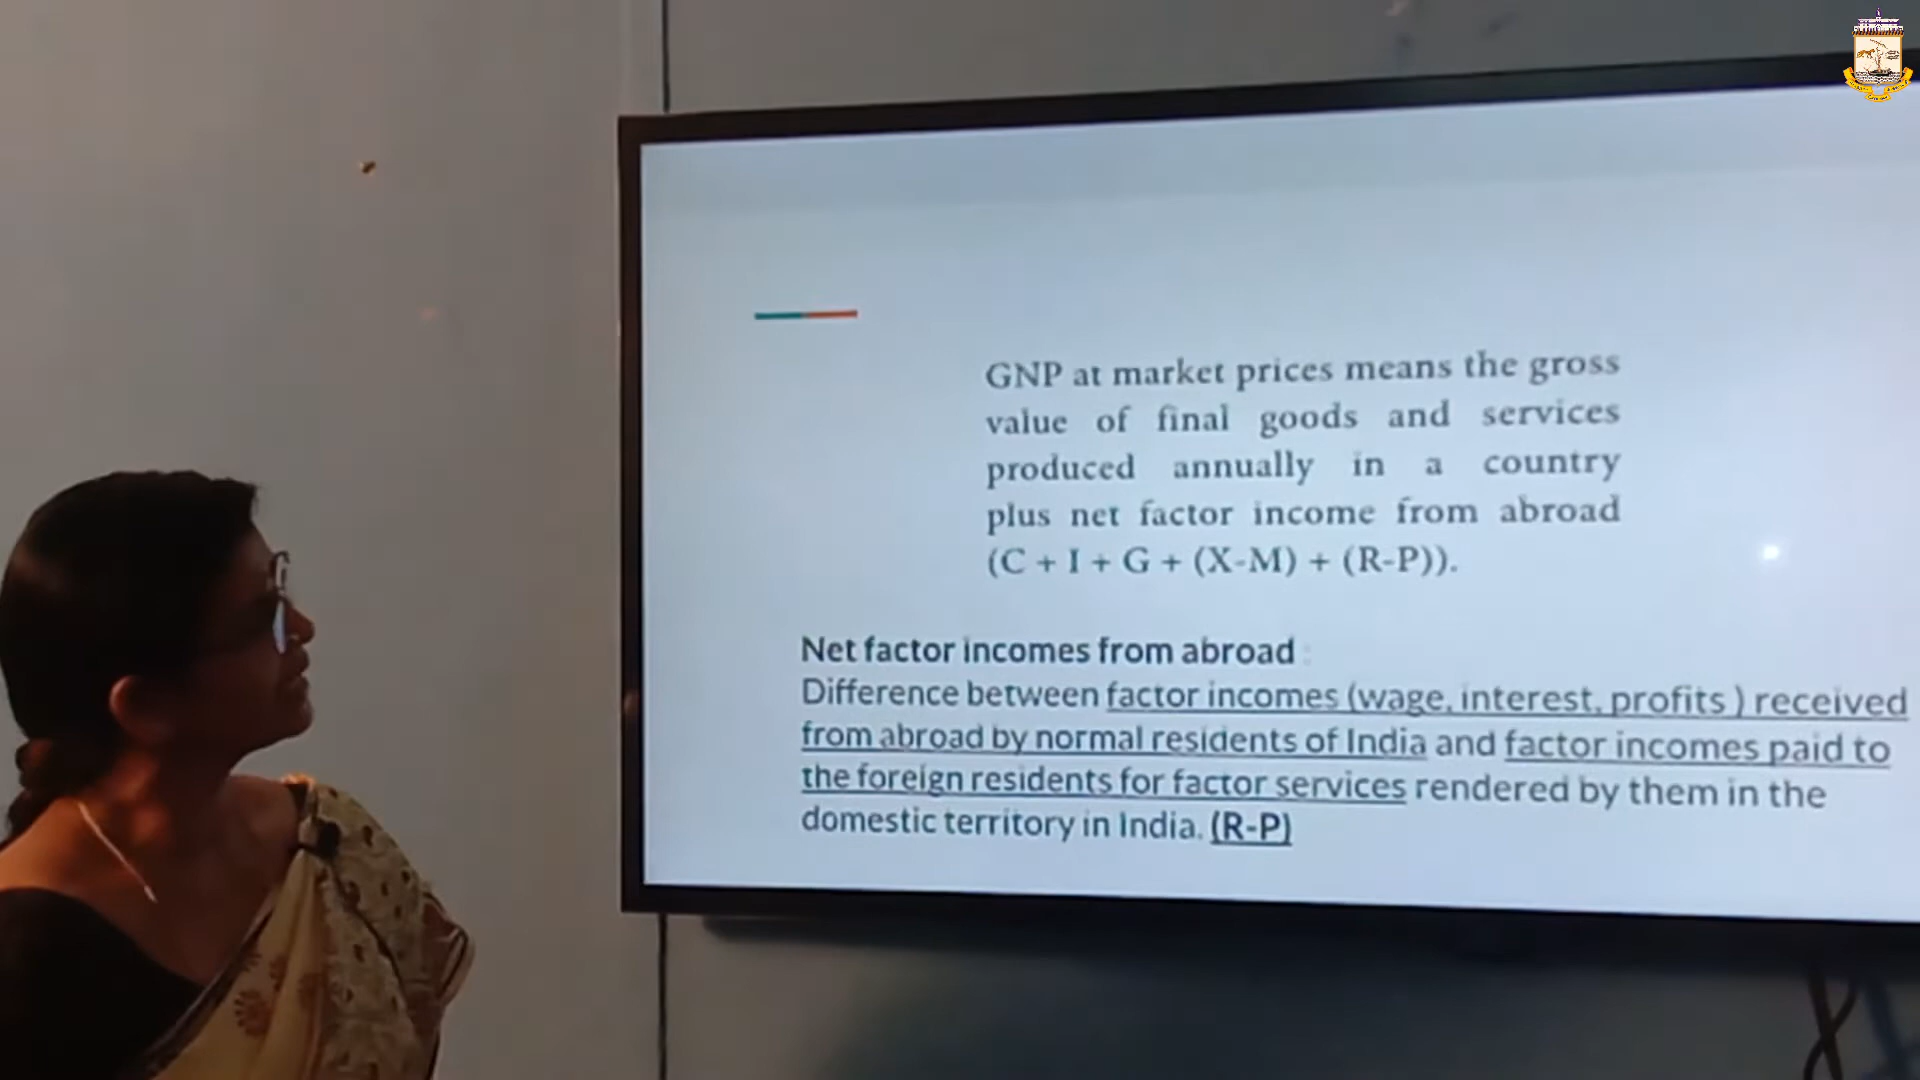 GNP at market prices means the gross
value of final goods and services
produced annually in a country
plus net factor income from abroad
(C + I + G + (X-M) + (R-P)).
Net factor incomes from abroad :
Difference between factor incomes (wage, interest, profits ) received
from abroad by normal residents of India and factor incomes paid to
the foreign residents for factor services rendered by them in the
domestic territory in India. (R-P)